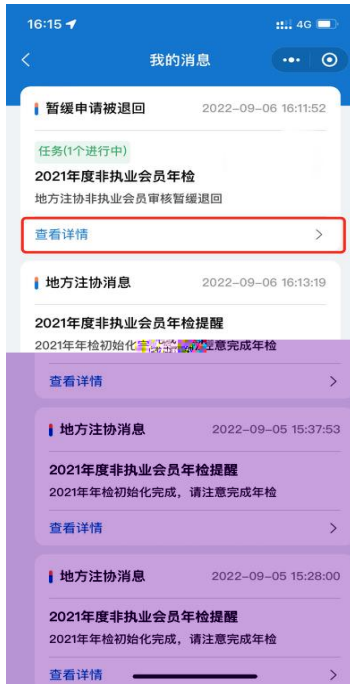 16:15 4G
我的消息
暂缓申请被退回 2022-09-06 16:11:52
任务(1个进行中)
2021年度非执业会员年检
地方注协非执业会员审核暂缓退回
查看详情
地方注协消息 2022-09-06 16:13:19
2021年度非执业会员年检提醒
2021年年检初始化 意完成年检
查看详情
地方注协消息 2022-09-05 15:37:53
2021年度非执业会员年检提醒
2021年年检初始化完成，请注意完成年检
查看详情
地方注协消息 2022-09-05 15:28:00
2021年度非执业会员年检提醒
2021年年检初始化完成，请注意完成年检
查看详情